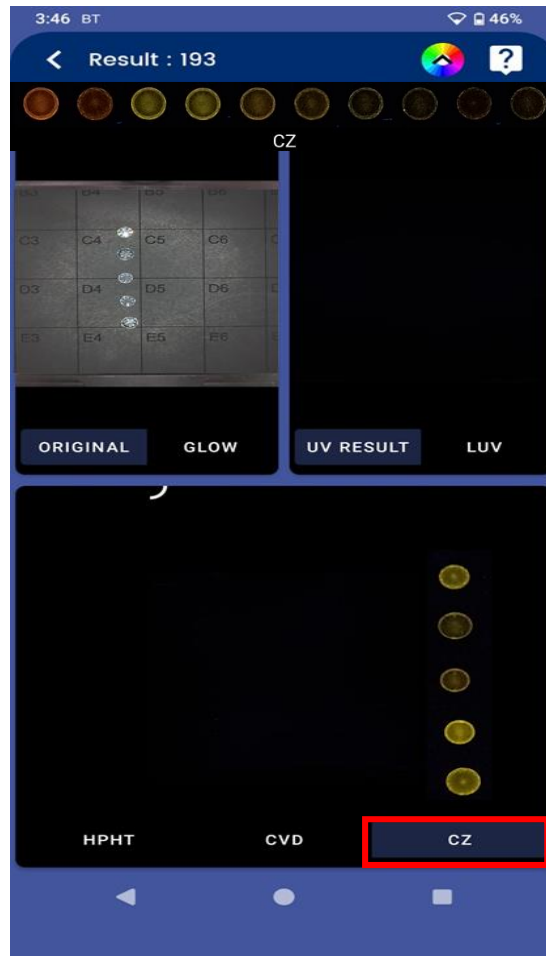 3:46 BT 46%
Result : 193 ?
CZ
B3 B4 B5 B6
C3 C4 C5 C6
D3 D4 D5 D6
E3 E4 E5 E6
ORIGINAL GLOW UV RESULT LUV
HPHT CVD CZ